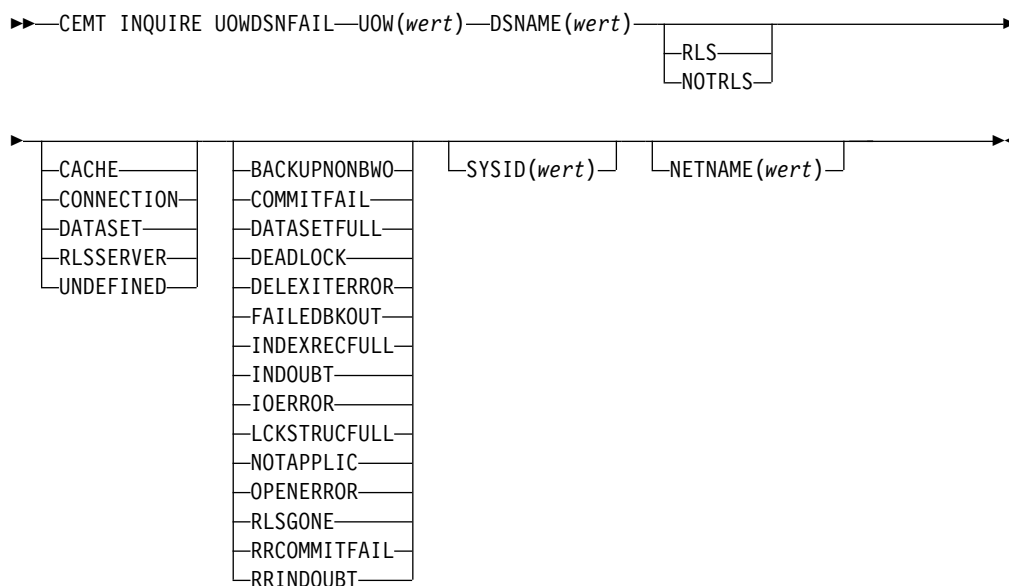 CEMT INQUIRE UOWDSNFAIL UOW(wert) DSNAME(wert)
RLS
NOTRLS
CACHE
CONNECTION
DATASET
RLSSERVER
UNDEFINED
BACKUPNONBWO
COMMITFAIL
DATASETFULL
DEADLOCK
DELEXITERROR
FAILEDBKOUT
INDEXRECFULL
INDOUBT
IOERROR
LCKSTRUCFULL
NOTAPPLIC
OPENERROR
RLSGONE
RRCOMMITFAIL
RRINDOUBT
SYSID(wert)
NETNAME(wert)